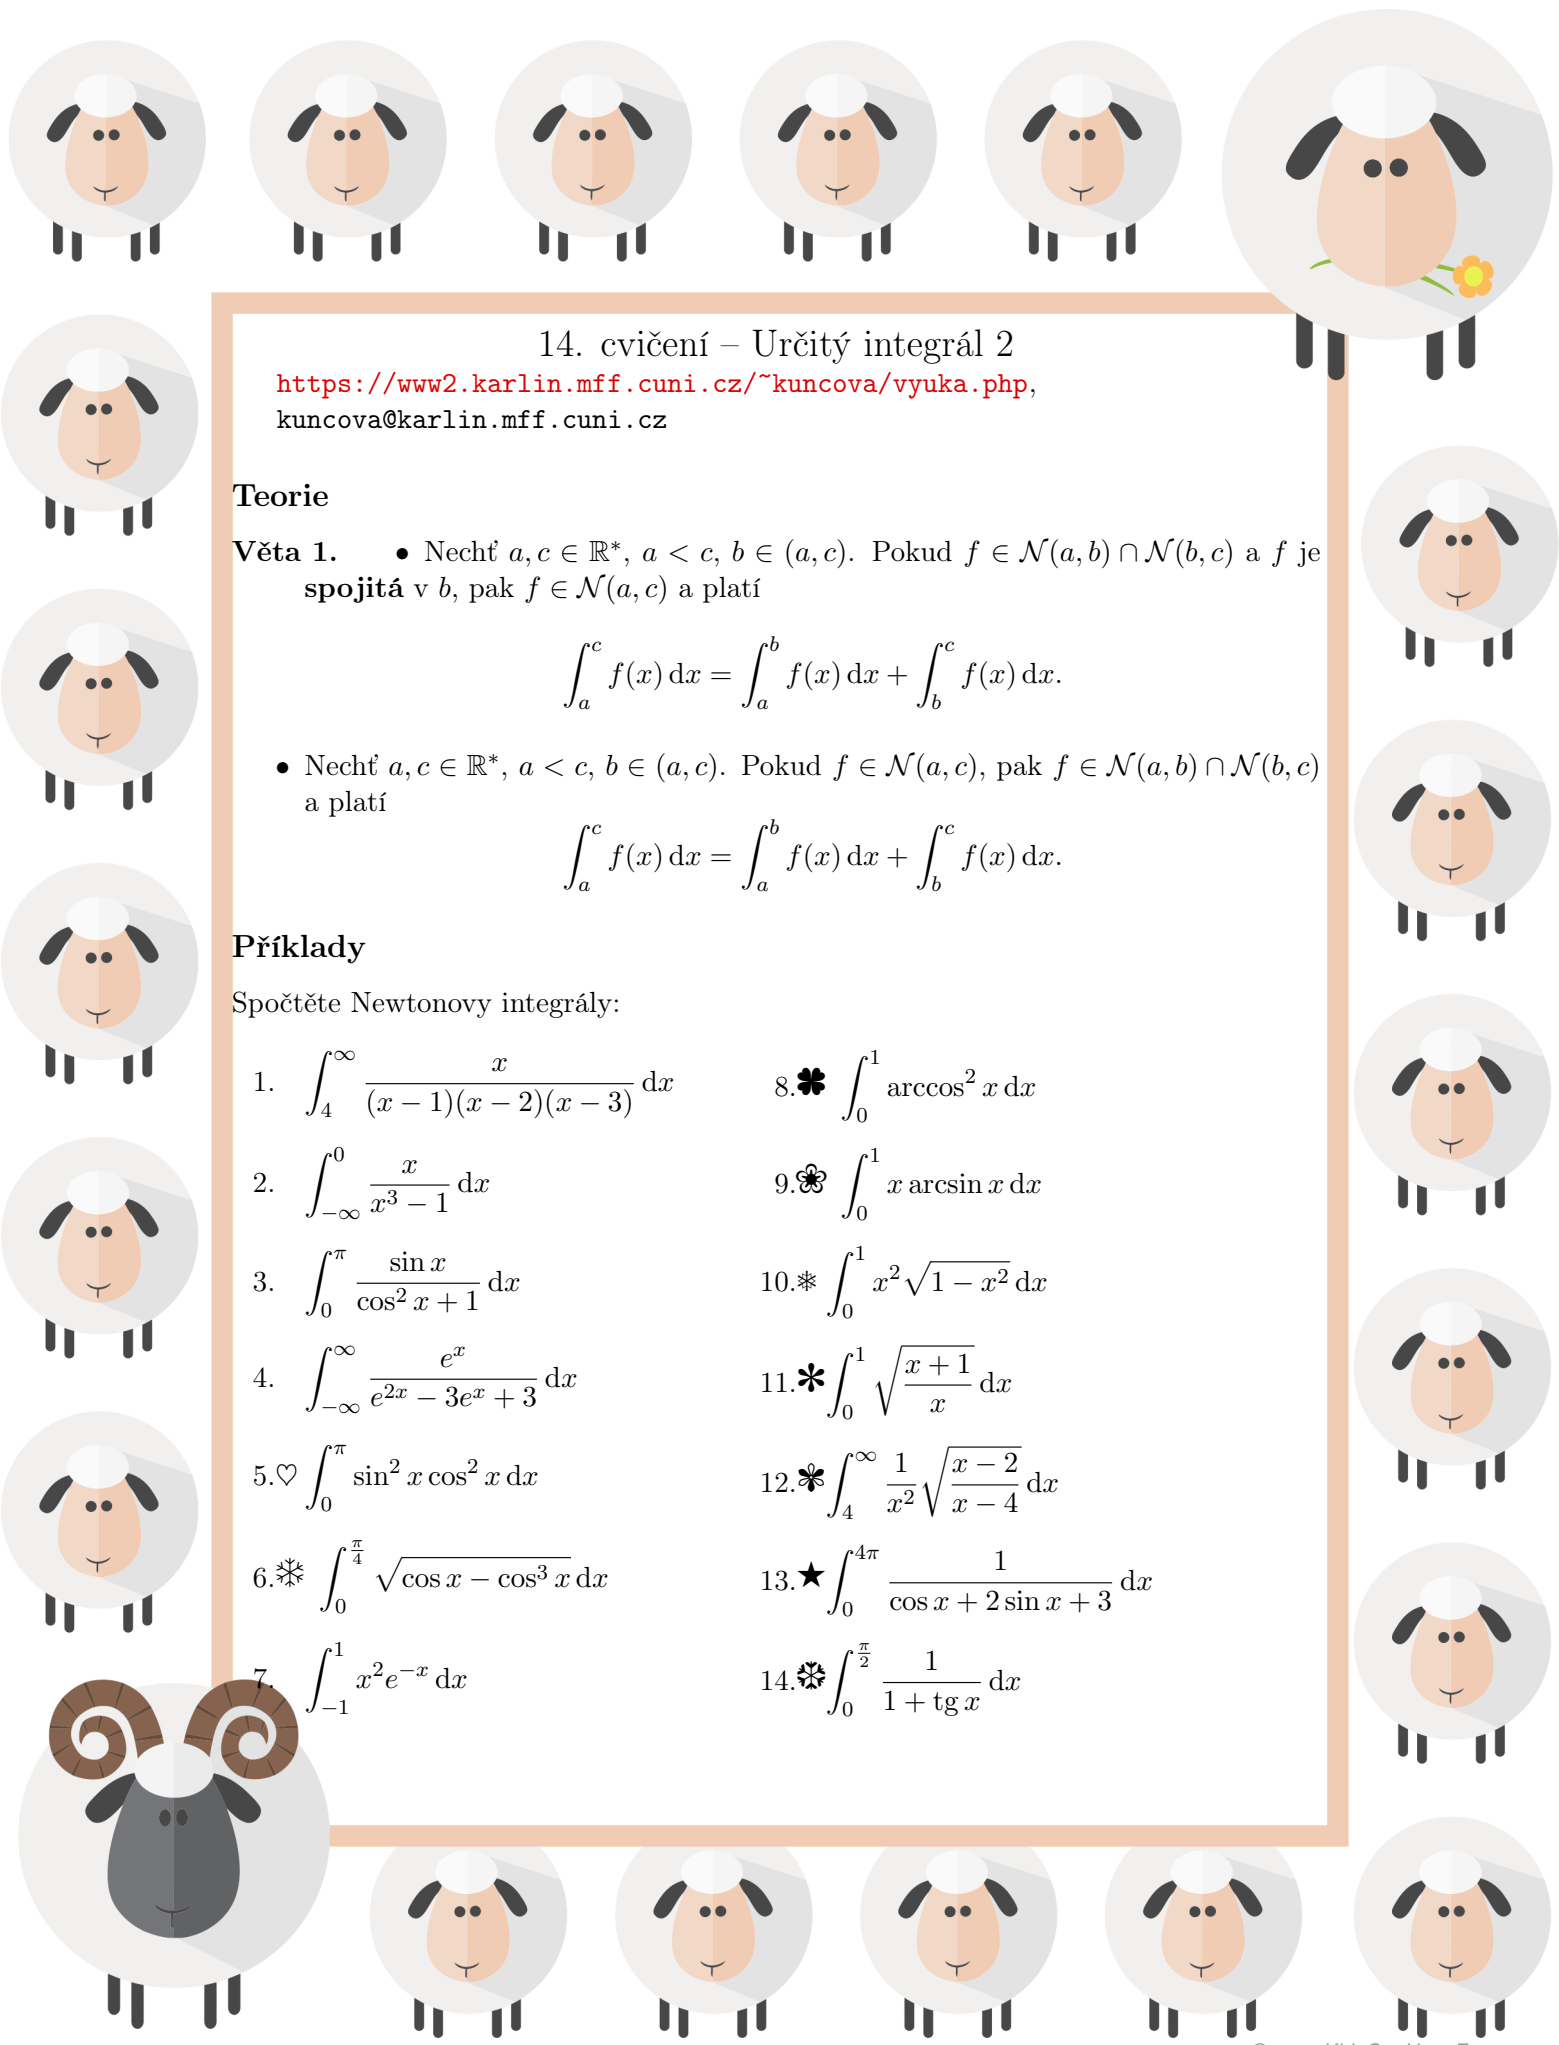 14. cvičení – Určitý integrál 2
https://www2.karlin.mff.cuni.cz/~kuncova/vyuka.php,
kuncova@karlin.mff.cuni.cz
Teorie
Věta 1. • Nechť a, c ∈ ℝ*, a < c, b ∈ (a, c). Pokud f ∈ 𝒩(a, b) ∩ 𝒩(b, c) a f je
spojitá v b, pak f ∈ 𝒩(a, c) a platí
∫_a^c f(x) dx = ∫_a^b f(x) dx + ∫_b^c f(x) dx.
• Nechť a, c ∈ ℝ*, a < c, b ∈ (a, c). Pokud f ∈ 𝒩(a, c), pak f ∈ 𝒩(a, b) ∩ 𝒩(b, c)
a platí
∫_a^c f(x) dx = ∫_a^b f(x) dx + ∫_b^c f(x) dx.
Příklady
Spočtěte Newtonovy integrály:
1. ∫_4^∞ x/((x − 1)(x − 2)(x − 3)) dx
2. ∫_{−∞}^0 x/(x³ − 1) dx
3. ∫_0^π sin x/(cos² x + 1) dx
4. ∫_{−∞}^∞ e^x/(e^{2x} − 3e^x + 3) dx
5.♡ ∫_0^π sin² x cos² x dx
6.❄ ∫_0^{π/4} √(cos x − cos³ x) dx
7. ∫_{−1}^1 x² e^{−x} dx
8.✽ ∫_0^1 arccos² x dx
9.❀ ∫_0^1 x arcsin x dx
10.❄ ∫_0^1 x² √(1 − x²) dx
11.✻ ∫_0^1 √((x + 1)/x) dx
12.✾ ∫_4^∞ 1/x² √((x − 2)/(x − 4)) dx
13.★ ∫_0^{4π} 1/(cos x + 2 sin x + 3) dx
14.❆ ∫_0^{π/2} 1/(1 + tg x) dx